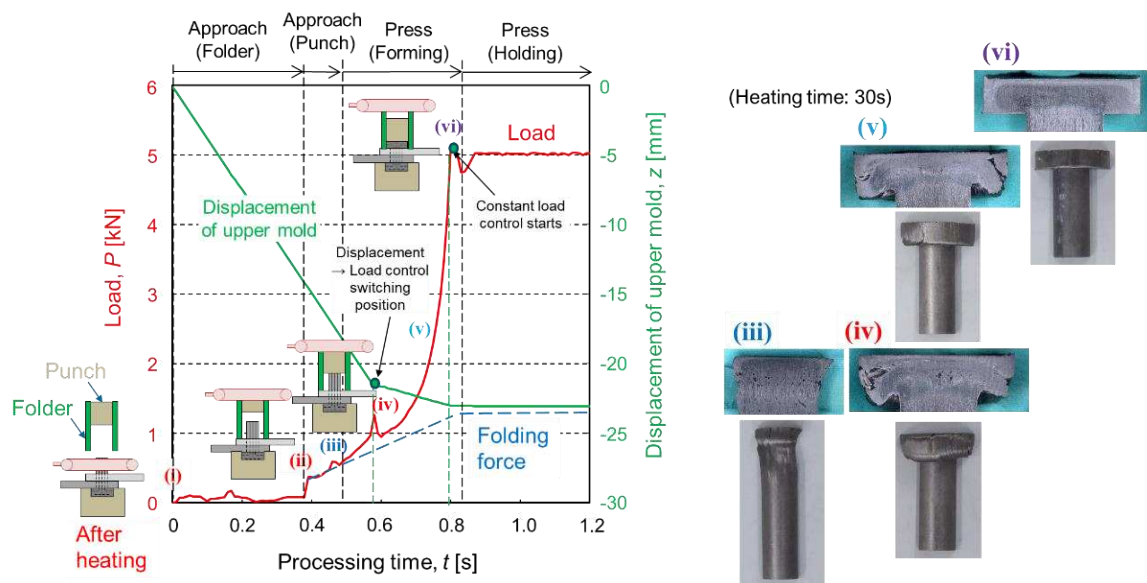 Approach
(Folder)
Approach
(Punch)
Press
(Forming)
Press
(Holding)
6
5
4
3
2
1
0
Load, P [kN]
0
-5
-10
-15
-20
-25
-30
Displacement of upper mold, z [mm]
0
0.2
0.4
0.6
0.8
1.0
1.2
Processing time, t [s]
Displacement
of upper mold
Load
(vi)
Constant load
control starts
Displacement
→ Load control
switching
position
(v)
(iv)
(iii)
(ii)
(i)
Folding
force
Punch
Folder
After
heating
(Heating time: 30s)
(vi)
(v)
(iii)
(iv)